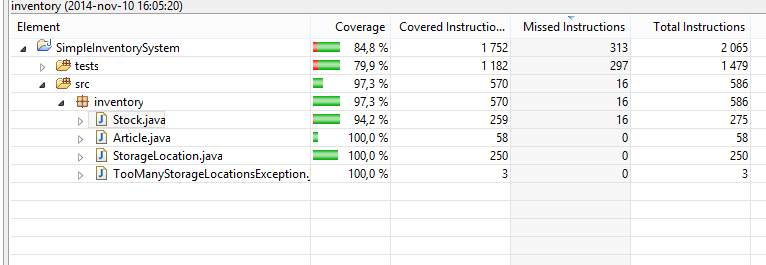 inventory (2014-nov-10 16:05:20)
Element Coverage Covered Instructio... Missed Instructions Total Instructions
SimpleInventorySystem 84,8 % 1 752 313 2 065
tests 79,9 % 1 182 297 1 479
src 97,3 % 570 16 586
inventory 97,3 % 570 16 586
Stock.java 94,2 % 259 16 275
Article.java 100,0 % 58 0 58
StorageLocation.java 100,0 % 250 0 250
TooManyStorageLocationsException. 100,0 % 3 0 3